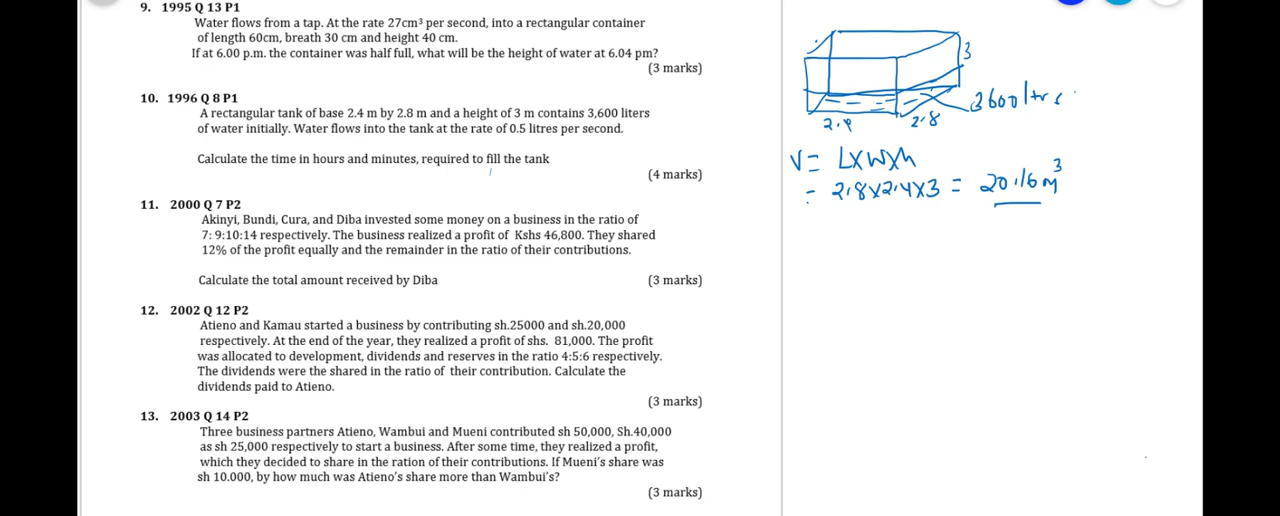 9. 1995 Q 13 P1
Water flows from a tap. At the rate 27cm³ per second, into a rectangular container
of length 60cm, breath 30 cm and height 40 cm.
If at 6.00 p.m. the container was half full, what will be the height of water at 6.04 pm?
(3 marks)
10. 1996 Q 8 P1
A rectangular tank of base 2.4 m by 2.8 m and a height of 3 m contains 3,600 liters
of water initially. Water flows into the tank at the rate of 0.5 litres per second.
Calculate the time in hours and minutes, required to fill the tank
(4 marks)
11. 2000 Q 7 P2
Akinyi, Bundi, Cura, and Diba invested some money on a business in the ratio of
7: 9:10:14 respectively. The business realized a profit of Kshs 46,800. They shared
12% of the profit equally and the remainder in the ratio of their contributions.
Calculate the total amount received by Diba
(3 marks)
12. 2002 Q 12 P2
Atieno and Kamau started a business by contributing sh.25000 and sh.20,000
respectively. At the end of the year, they realized a profit of shs. 81,000. The profit
was allocated to development, dividends and reserves in the ratio 4:5:6 respectively.
The dividends were the shared in the ratio of their contribution. Calculate the
dividends paid to Atieno.
(3 marks)
13. 2003 Q 14 P2
Three business partners Atieno, Wambui and Mueni contributed sh 50,000, Sh.40,000
as sh 25,000 respectively to start a business. After some time, they realized a profit,
which they decided to share in the ration of their contributions. If Mueni's share was
sh 10.000, by how much was Atieno's share more than Wambui's?
(3 marks)
3
3600 ltrs
2.4
2.8
V = L×W×h
= 2.8×2.4×3 = 20.16m³